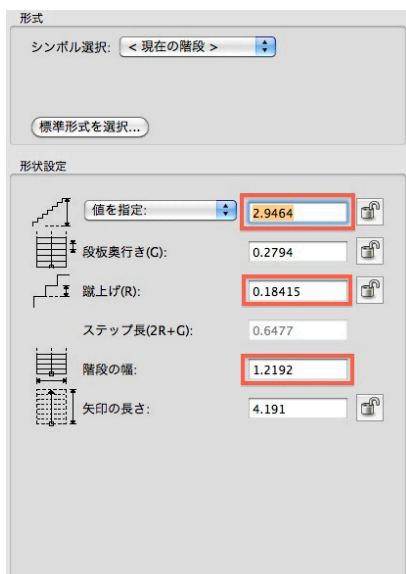 形式
シンボル選択: < 現在の階段 >
標準形式を選択...
形状設定
値を指定: 2.9464
段板奥行き(G): 0.2794
蹴上げ(R): 0.18415
ステップ長(2R+G): 0.6477
階段の幅: 1.2192
矢印の長さ: 4.191